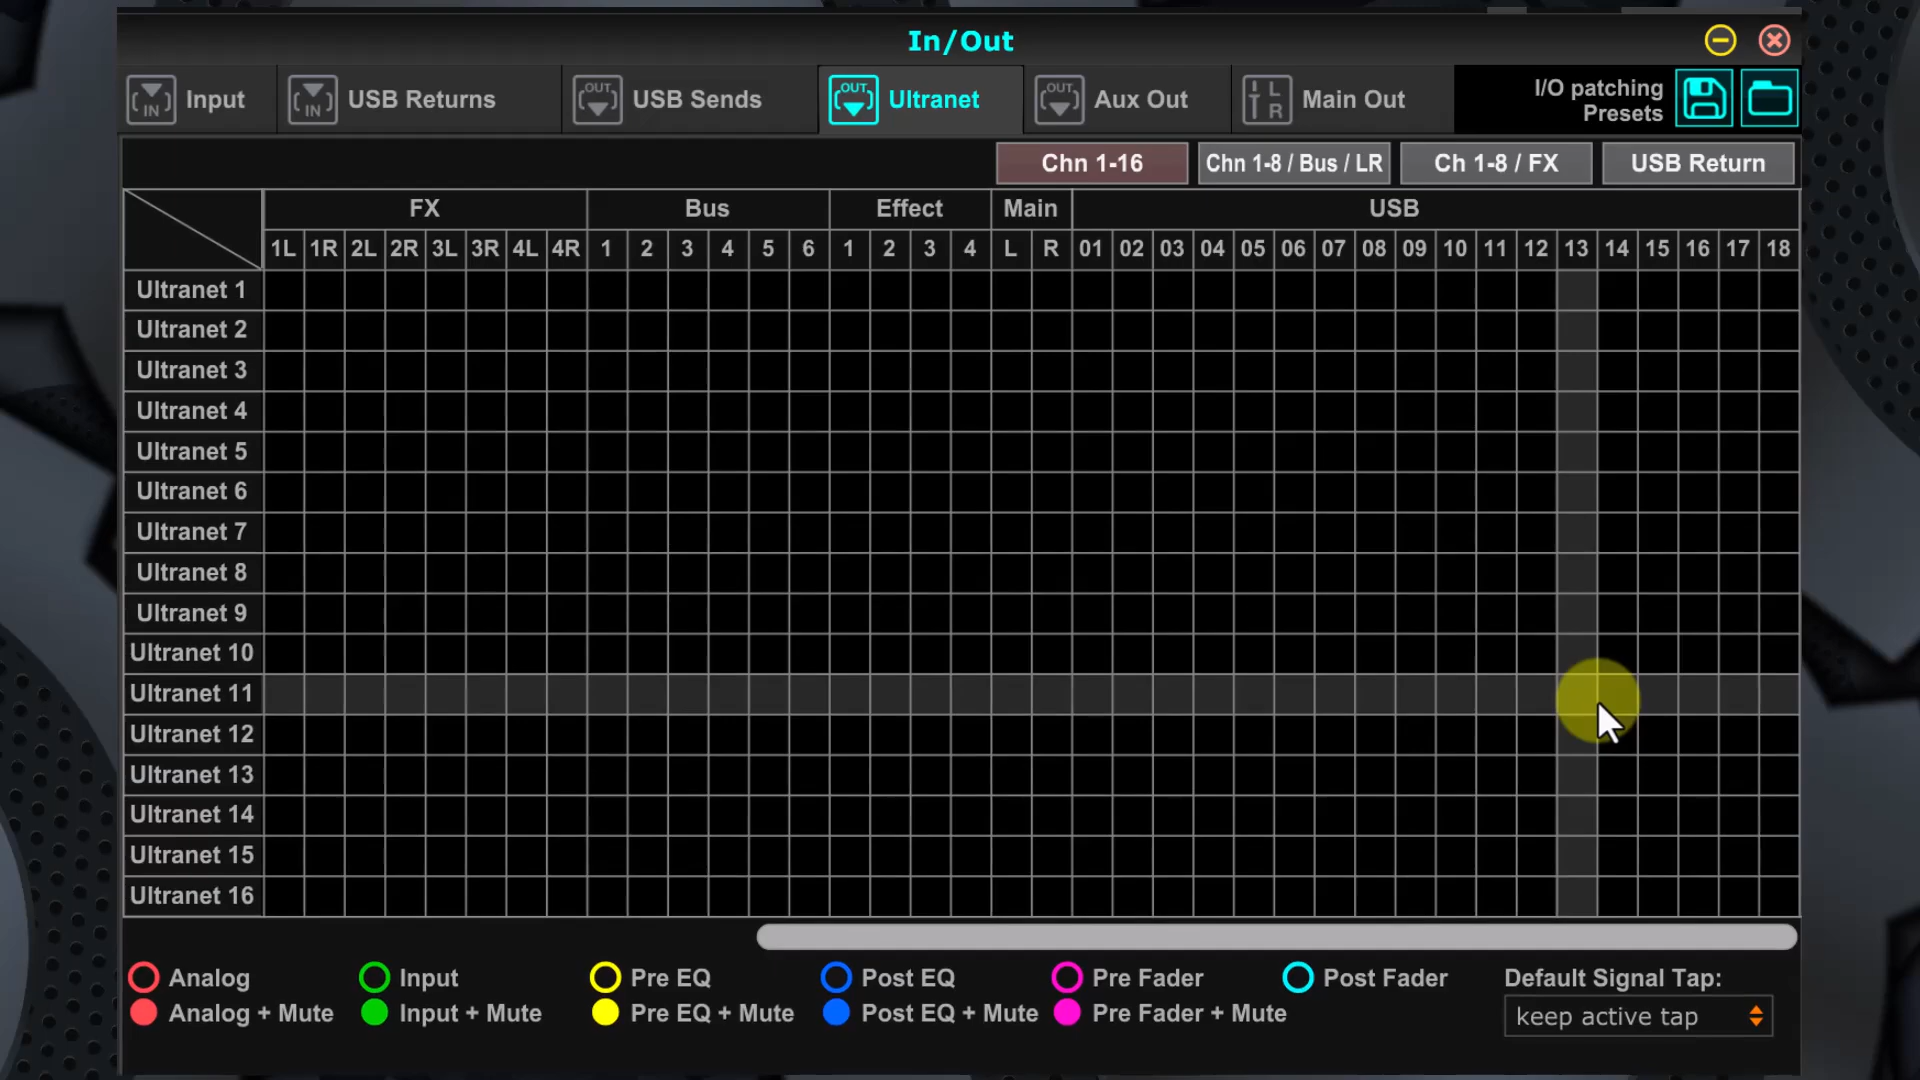 In/Out
IN Input
IN USB Returns
OUT USB Sends
OUT Ultranet
OUT Aux Out
L R Main Out
I/O patching
Presets
Chn 1-16
Chn 1-8 / Bus / LR
Ch 1-8 / FX
USB Return
FX Bus Effect Main USB
1L 1R 2L 2R 3L 3R 4L 4R 1 2 3 4 5 6 1 2 3 4 L R 01 02 03 04 05 06 07 08 09 10 11 12 13 14 15 16 17 18
Ultranet 1
Ultranet 2
Ultranet 3
Ultranet 4
Ultranet 5
Ultranet 6
Ultranet 7
Ultranet 8
Ultranet 9
Ultranet 10
Ultranet 11
Ultranet 12
Ultranet 13
Ultranet 14
Ultranet 15
Ultranet 16
Analog Input Pre EQ Post EQ Pre Fader Post Fader Default Signal Tap:
Analog + Mute Input + Mute Pre EQ + Mute Post EQ + Mute Pre Fader + Mute keep active tap